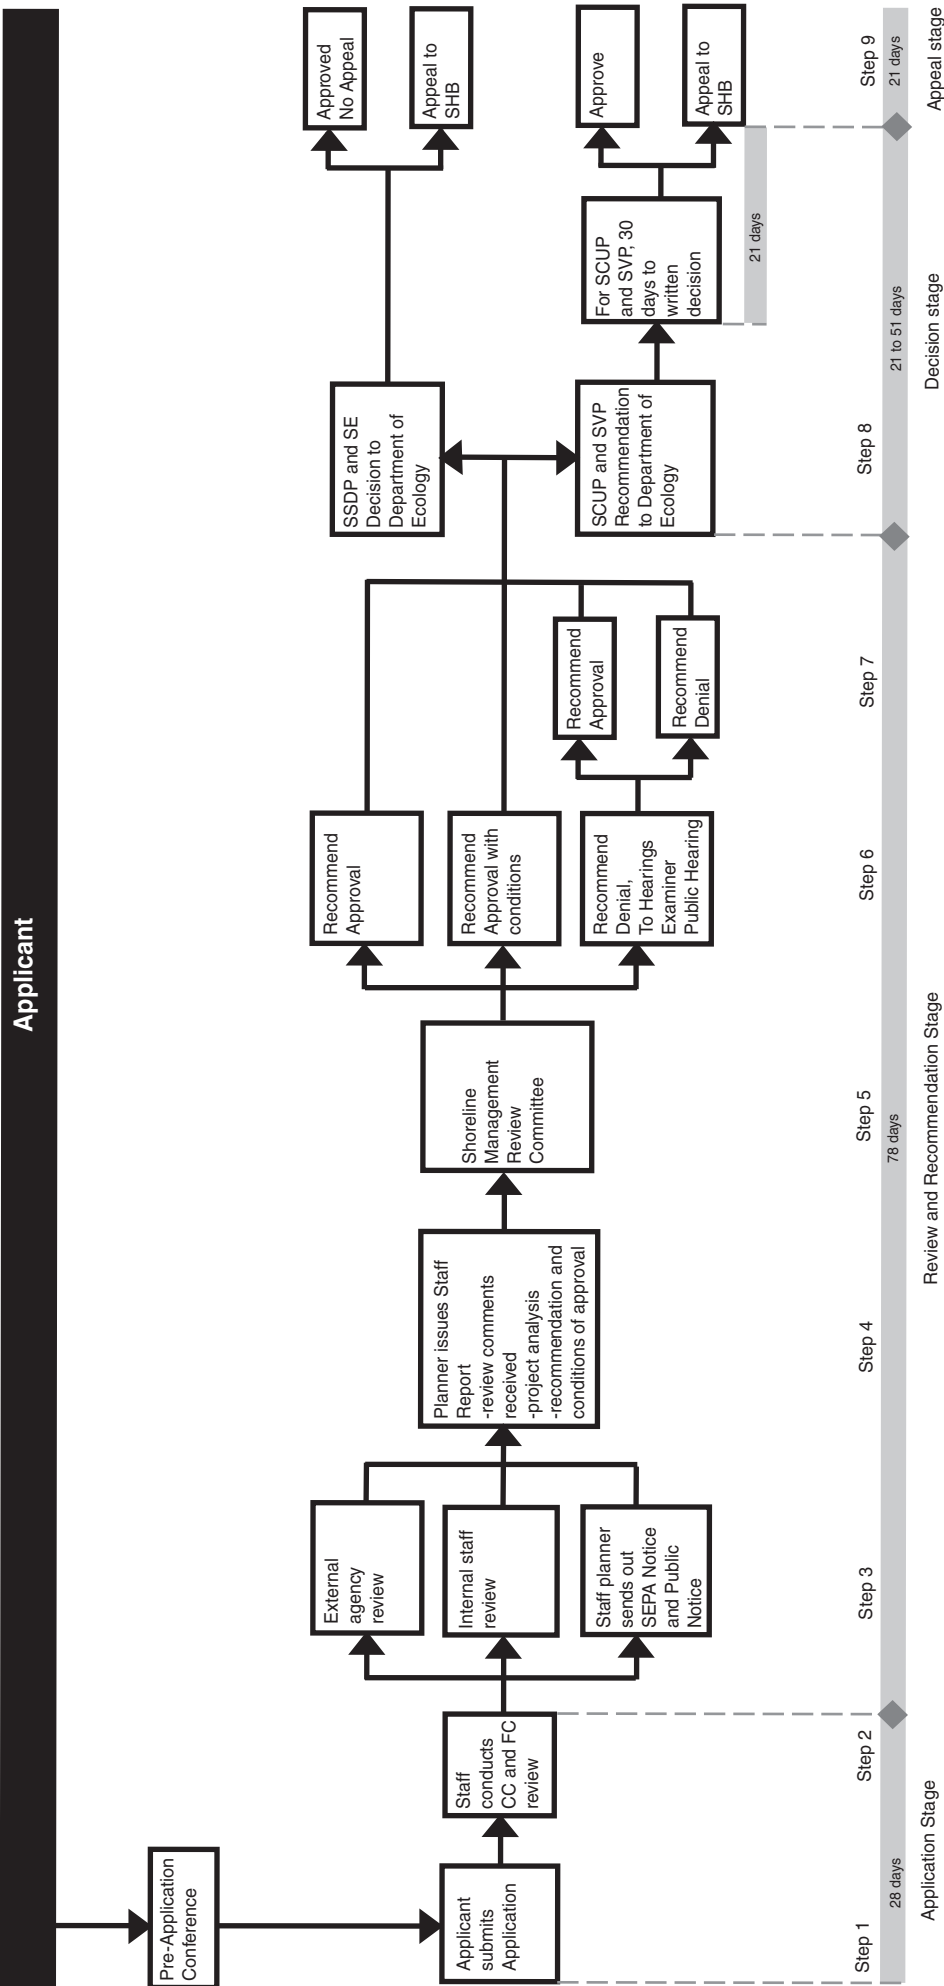 Applicant
Pre-Application
Conference
Applicant
submits
Application
Staff
conducts
CC and FC
review
External
agency
review
Internal staff
review
Staff planner
sends out
SEPA Notice
and Public
Notice
Planner issues Staff
Report
-review comments
received
-project analysis
-recommendation and
conditions of approval
Shoreline
Management
Review
Committee
Recommend
Approval
Recommend
Approval with
conditions
Recommend
Denial,
To Hearings
Examiner
Public Hearing
Recommend
Approval
Recommend
Denial
SSDP and SE
Decision to
Department of
Ecology
SCUP and SVP
Recommendation
to Department of
Ecology
For SCUP
and SVP, 30
days to
written
decision
Approved
No Appeal
Appeal to
SHB
Approve
Appeal to
SHB
21 days
Step 1
Step 2
Step 3
Step 4
Step 5
Step 6
Step 7
Step 8
Step 9
28 days
78 days
21 to 51 days
21 days
Application Stage
Review and Recommendation Stage
Decision stage
Appeal stage